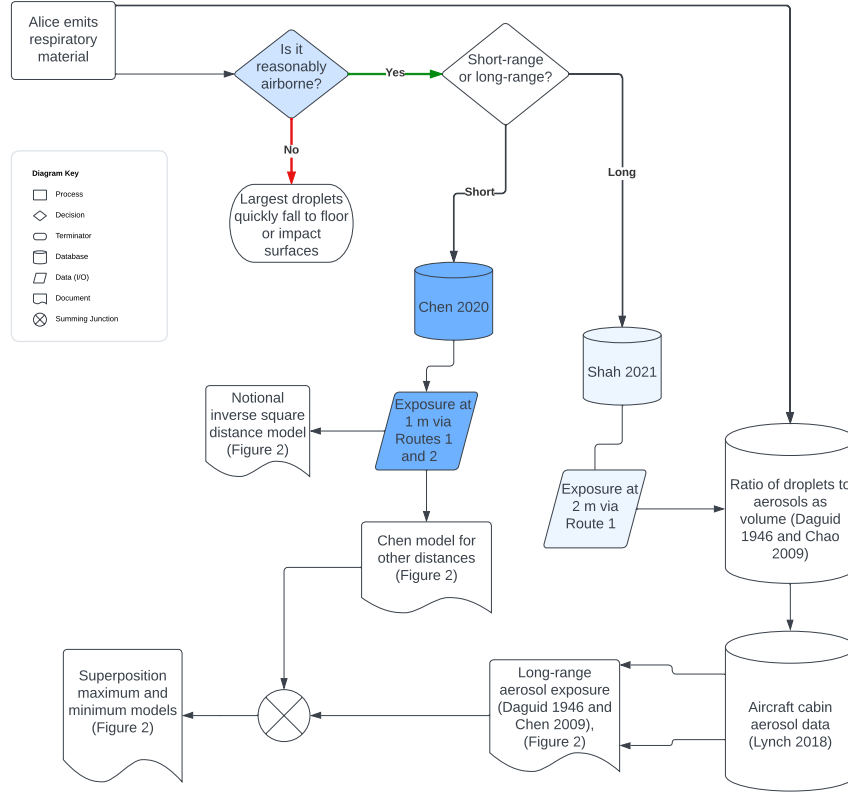 Alice emits
respiratory
material
Is it
reasonably
airborne?
Yes
Short-range
or long-range?
No
Short
Long
Largest droplets
quickly fall to floor
or impact
surfaces
Diagram Key
Process
Decision
Terminator
Database
Data (I/O)
Document
Summing Junction
Chen 2020
Shah 2021
Notional
inverse square
distance model
(Figure 2)
Exposure at
1 m via
Routes 1
and 2
Exposure at
2 m via
Route 1
Ratio of droplets to
aerosols as
volume (Daguid
1946 and Chao
2009)
Chen model for
other distances
(Figure 2)
Superposition
maximum and
minimum models
(Figure 2)
Long-range
aerosol exposure
(Daguid 1946 and
Chen 2009),
(Figure 2)
Aircraft cabin
aerosol data
(Lynch 2018)